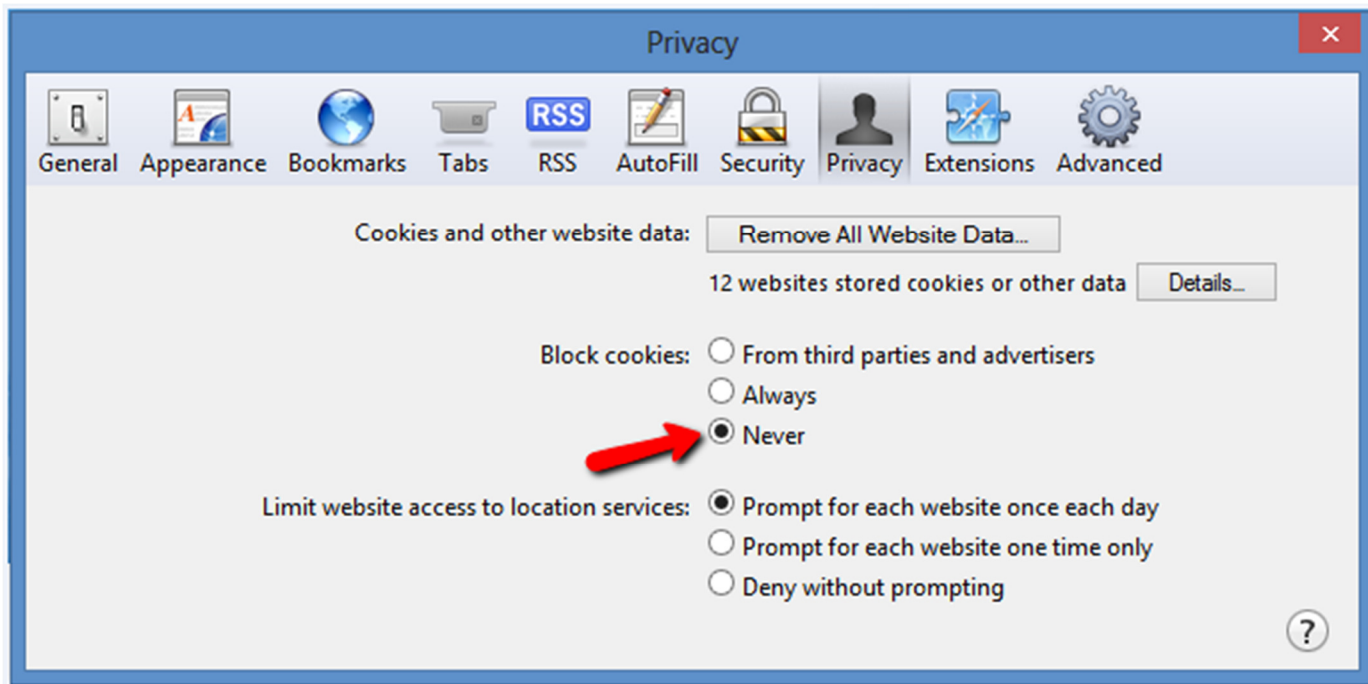 Privacy
General Appearance Bookmarks Tabs RSS AutoFill Security Privacy Extensions Advanced
RSS
Cookies and other website data: Remove All Website Data...
12 websites stored cookies or other data Details...
Block cookies: From third parties and advertisers
Always
Never
Limit website access to location services: Prompt for each website once each day
Prompt for each website one time only
Deny without prompting
?